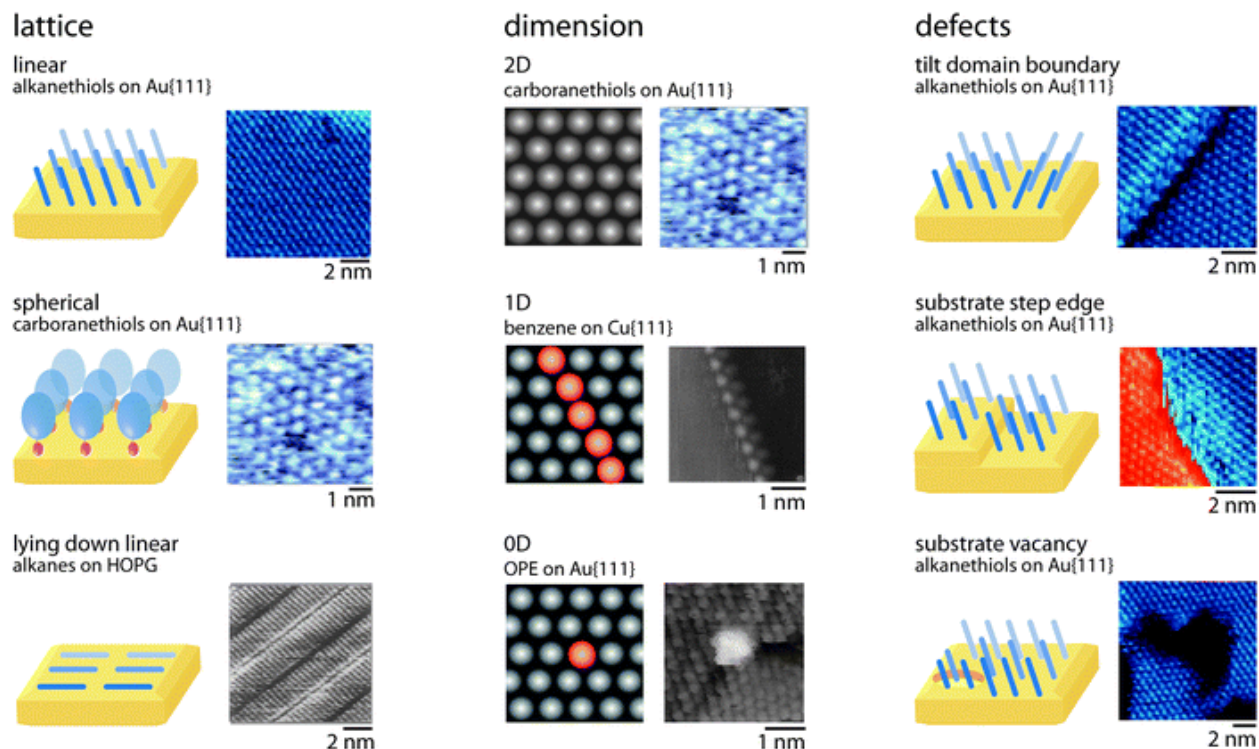 lattice
linear
alkanethiols on Au{111}
2 nm
spherical
carboranethiols on Au{111}
1 nm
lying down linear
alkanes on HOPG
2 nm
dimension
2D
carboranethiols on Au{111}
1 nm
1D
benzene on Cu{111}
1 nm
0D
OPE on Au{111}
1 nm
defects
tilt domain boundary
alkanethiols on Au{111}
2 nm
substrate step edge
alkanethiols on Au{111}
2 nm
substrate vacancy
alkanethiols on Au{111}
2 nm